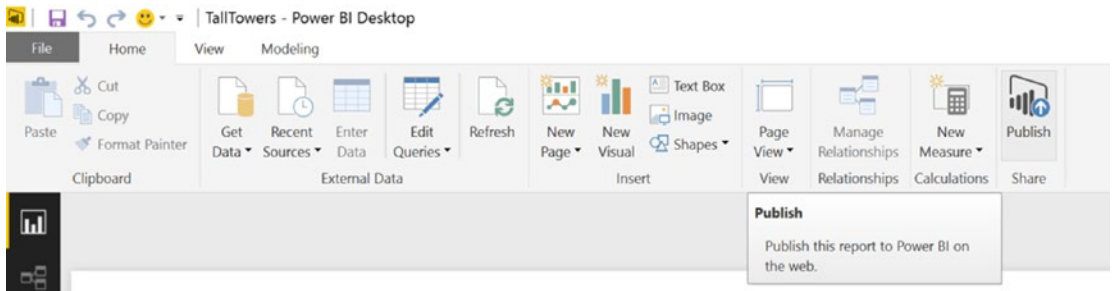 TallTowers - Power BI Desktop
File Home View Modeling
Paste
Cut
Copy
Format Painter
Clipboard
Get Data
Recent Sources
Enter Data
Edit Queries
Refresh
External Data
New Page
New Visual
Text Box
Image
Shapes
Insert
Page View
View
Manage Relationships
Relationships
New Measure
Calculations
Publish
Share
Publish
Publish this report to Power BI on
the web.